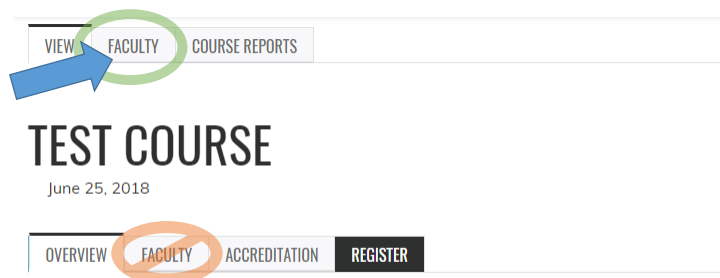 VIEW FACULTY COURSE REPORTS
TEST COURSE
June 25, 2018
OVERVIEW FACULTY ACCREDITATION REGISTER